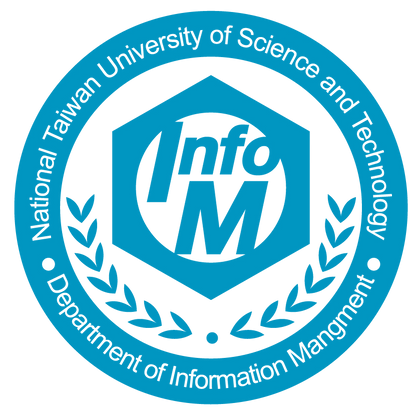 National Taiwan University of Science and Technology
Info
M
Department of Information Mangment